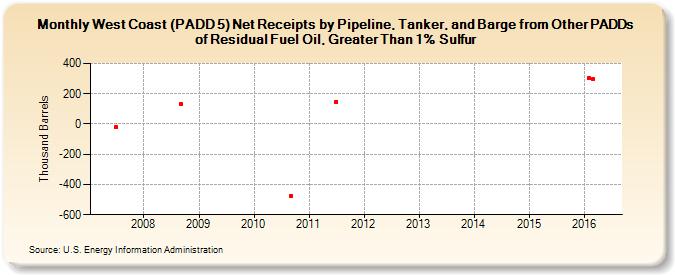 Monthly West Coast (PADD 5) Net Receipts by Pipeline, Tanker, and Barge from Other PADDs
of Residual Fuel Oil, Greater Than 1% Sulfur
Thousand Barrels
400
200
0
-200
-400
-600
2008 2009 2010 2011 2012 2013 2014 2015 2016
Source: U.S. Energy Information Administration